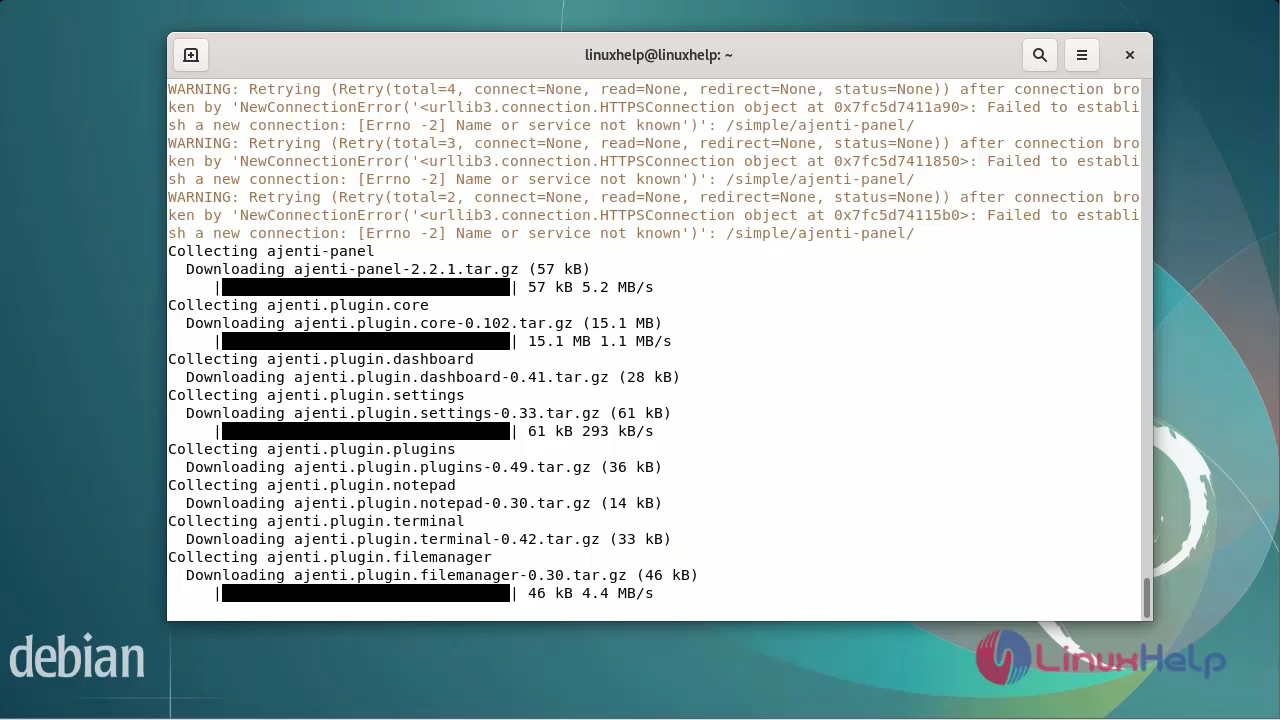 linuxhelp@linuxhelp: ~
WARNING: Retrying (Retry(total=4, connect=None, read=None, redirect=None, status=None)) after connection bro
ken by 'NewConnectionError('<urllib3.connection.HTTPSConnection object at 0x7fc5d7411a90>: Failed to establi
sh a new connection: [Errno -2] Name or service not known')': /simple/ajenti-panel/
WARNING: Retrying (Retry(total=3, connect=None, read=None, redirect=None, status=None)) after connection bro
ken by 'NewConnectionError('<urllib3.connection.HTTPSConnection object at 0x7fc5d7411850>: Failed to establi
sh a new connection: [Errno -2] Name or service not known')': /simple/ajenti-panel/
WARNING: Retrying (Retry(total=2, connect=None, read=None, redirect=None, status=None)) after connection bro
ken by 'NewConnectionError('<urllib3.connection.HTTPSConnection object at 0x7fc5d74115b0>: Failed to establi
sh a new connection: [Errno -2] Name or service not known')': /simple/ajenti-panel/
Collecting ajenti-panel
  Downloading ajenti-panel-2.2.1.tar.gz (57 kB)
| | 57 kB 5.2 MB/s
Collecting ajenti.plugin.core
  Downloading ajenti.plugin.core-0.102.tar.gz (15.1 MB)
| | 15.1 MB 1.1 MB/s
Collecting ajenti.plugin.dashboard
  Downloading ajenti.plugin.dashboard-0.41.tar.gz (28 kB)
Collecting ajenti.plugin.settings
  Downloading ajenti.plugin.settings-0.33.tar.gz (61 kB)
| | 61 kB 293 kB/s
Collecting ajenti.plugin.plugins
  Downloading ajenti.plugin.plugins-0.49.tar.gz (36 kB)
Collecting ajenti.plugin.notepad
  Downloading ajenti.plugin.notepad-0.30.tar.gz (14 kB)
Collecting ajenti.plugin.terminal
  Downloading ajenti.plugin.terminal-0.42.tar.gz (33 kB)
Collecting ajenti.plugin.filemanager
  Downloading ajenti.plugin.filemanager-0.30.tar.gz (46 kB)
| | 46 kB 4.4 MB/s
debian
LinuxHelp